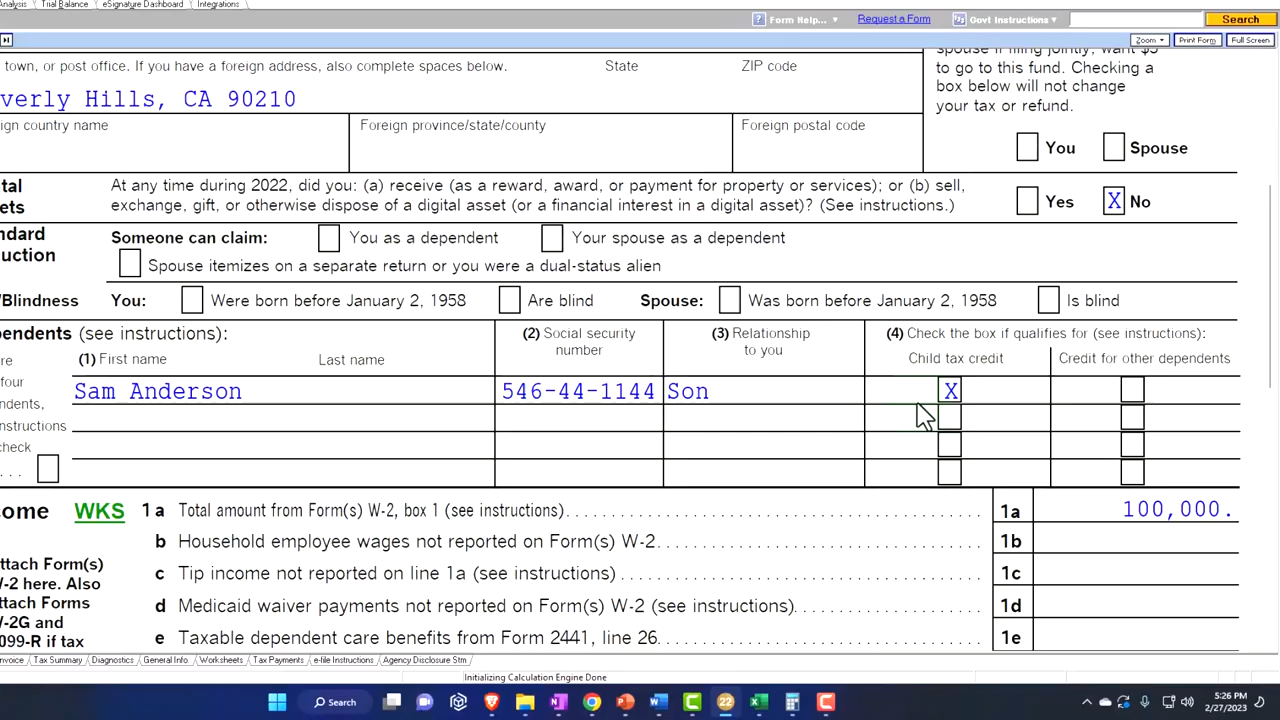 Analysis Trial Balance eSignature Dashboard Integrations
Form Help... Request a Form Govt Instructions Search
Zoom Print Form Full Screen
spouse if filing jointly, want $3
town, or post office. If you have a foreign address, also complete spaces below. State ZIP code
to go to this fund. Checking a
box below will not change
your tax or refund.
verly Hills, CA 90210
ign country name Foreign province/state/county Foreign postal code
You Spouse
tal
ets
At any time during 2022, did you: (a) receive (as a reward, award, or payment for property or services); or (b) sell,
exchange, gift, or otherwise dispose of a digital asset (or a financial interest in a digital asset)? (See instructions.)
Yes X No
ndard
uction
Someone can claim: You as a dependent Your spouse as a dependent
Spouse itemizes on a separate return or you were a dual-status alien
/Blindness You: Were born before January 2, 1958 Are blind Spouse: Was born before January 2, 1958 Is blind
pendents (see instructions):
(2) Social security
number
(3) Relationship
to you
(4) Check the box if qualifies for (see instructions):
re
(1) First name Last name
Child tax credit Credit for other dependents
four
Sam Anderson 546-44-1144 Son X
ndents,
nstructions
check
. . .
come WKS 1 a Total amount from Form(s) W-2, box 1 (see instructions) 1a 100,000.
b Household employee wages not reported on Form(s) W-2 1b
ttach Form(s)
c Tip income not reported on line 1a (see instructions) 1c
V-2 here. Also
ttach Forms
d Medicaid waiver payments not reported on Form(s) W-2 (see instructions) 1d
V-2G and
099-R if tax
e Taxable dependent care benefits from Form 2441, line 26 1e
nvoice Tax Summary Diagnostics General Info. Worksheets Tax Payments e-file Instructions Agency Disclosure Stm
Initializing Calculation Engine Done
Search
22
5:26 PM
2/27/2023